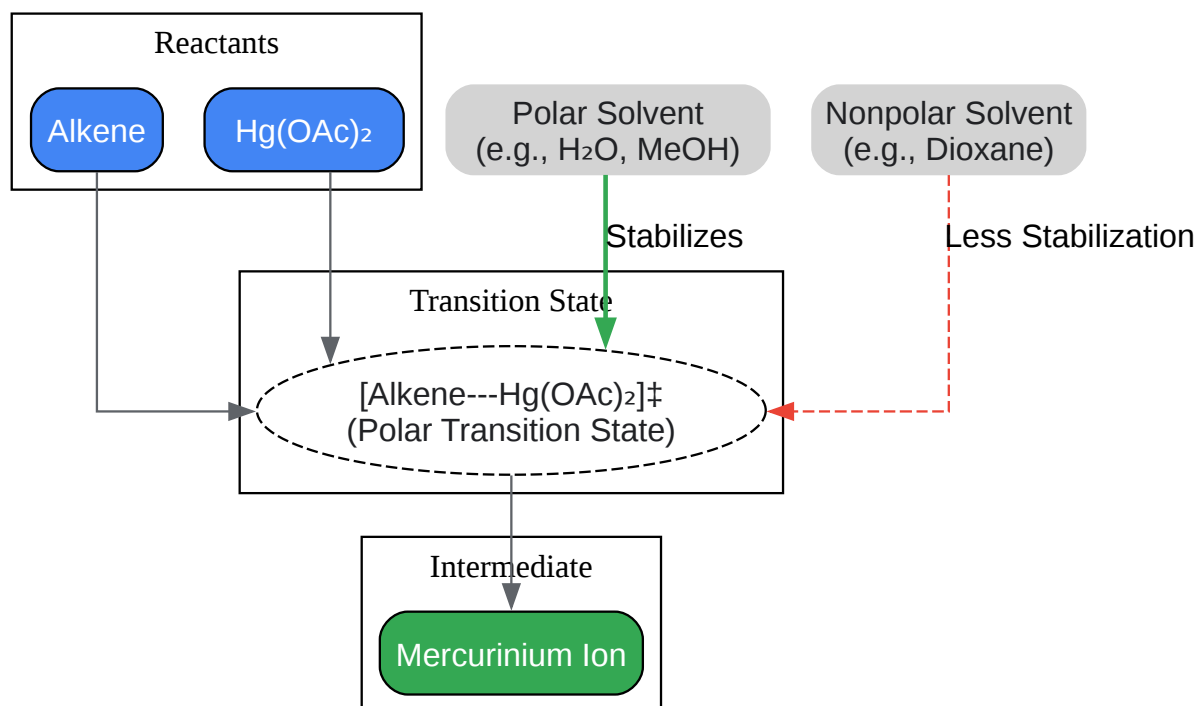 Reactants
Alkene
Hg(OAc)₂
Polar Solvent
(e.g., H₂O, MeOH)
Nonpolar Solvent
(e.g., Dioxane)
Stabilizes
Less Stabilization
Transition State
[Alkene---Hg(OAc)₂]‡
(Polar Transition State)
Intermediate
Mercurinium Ion